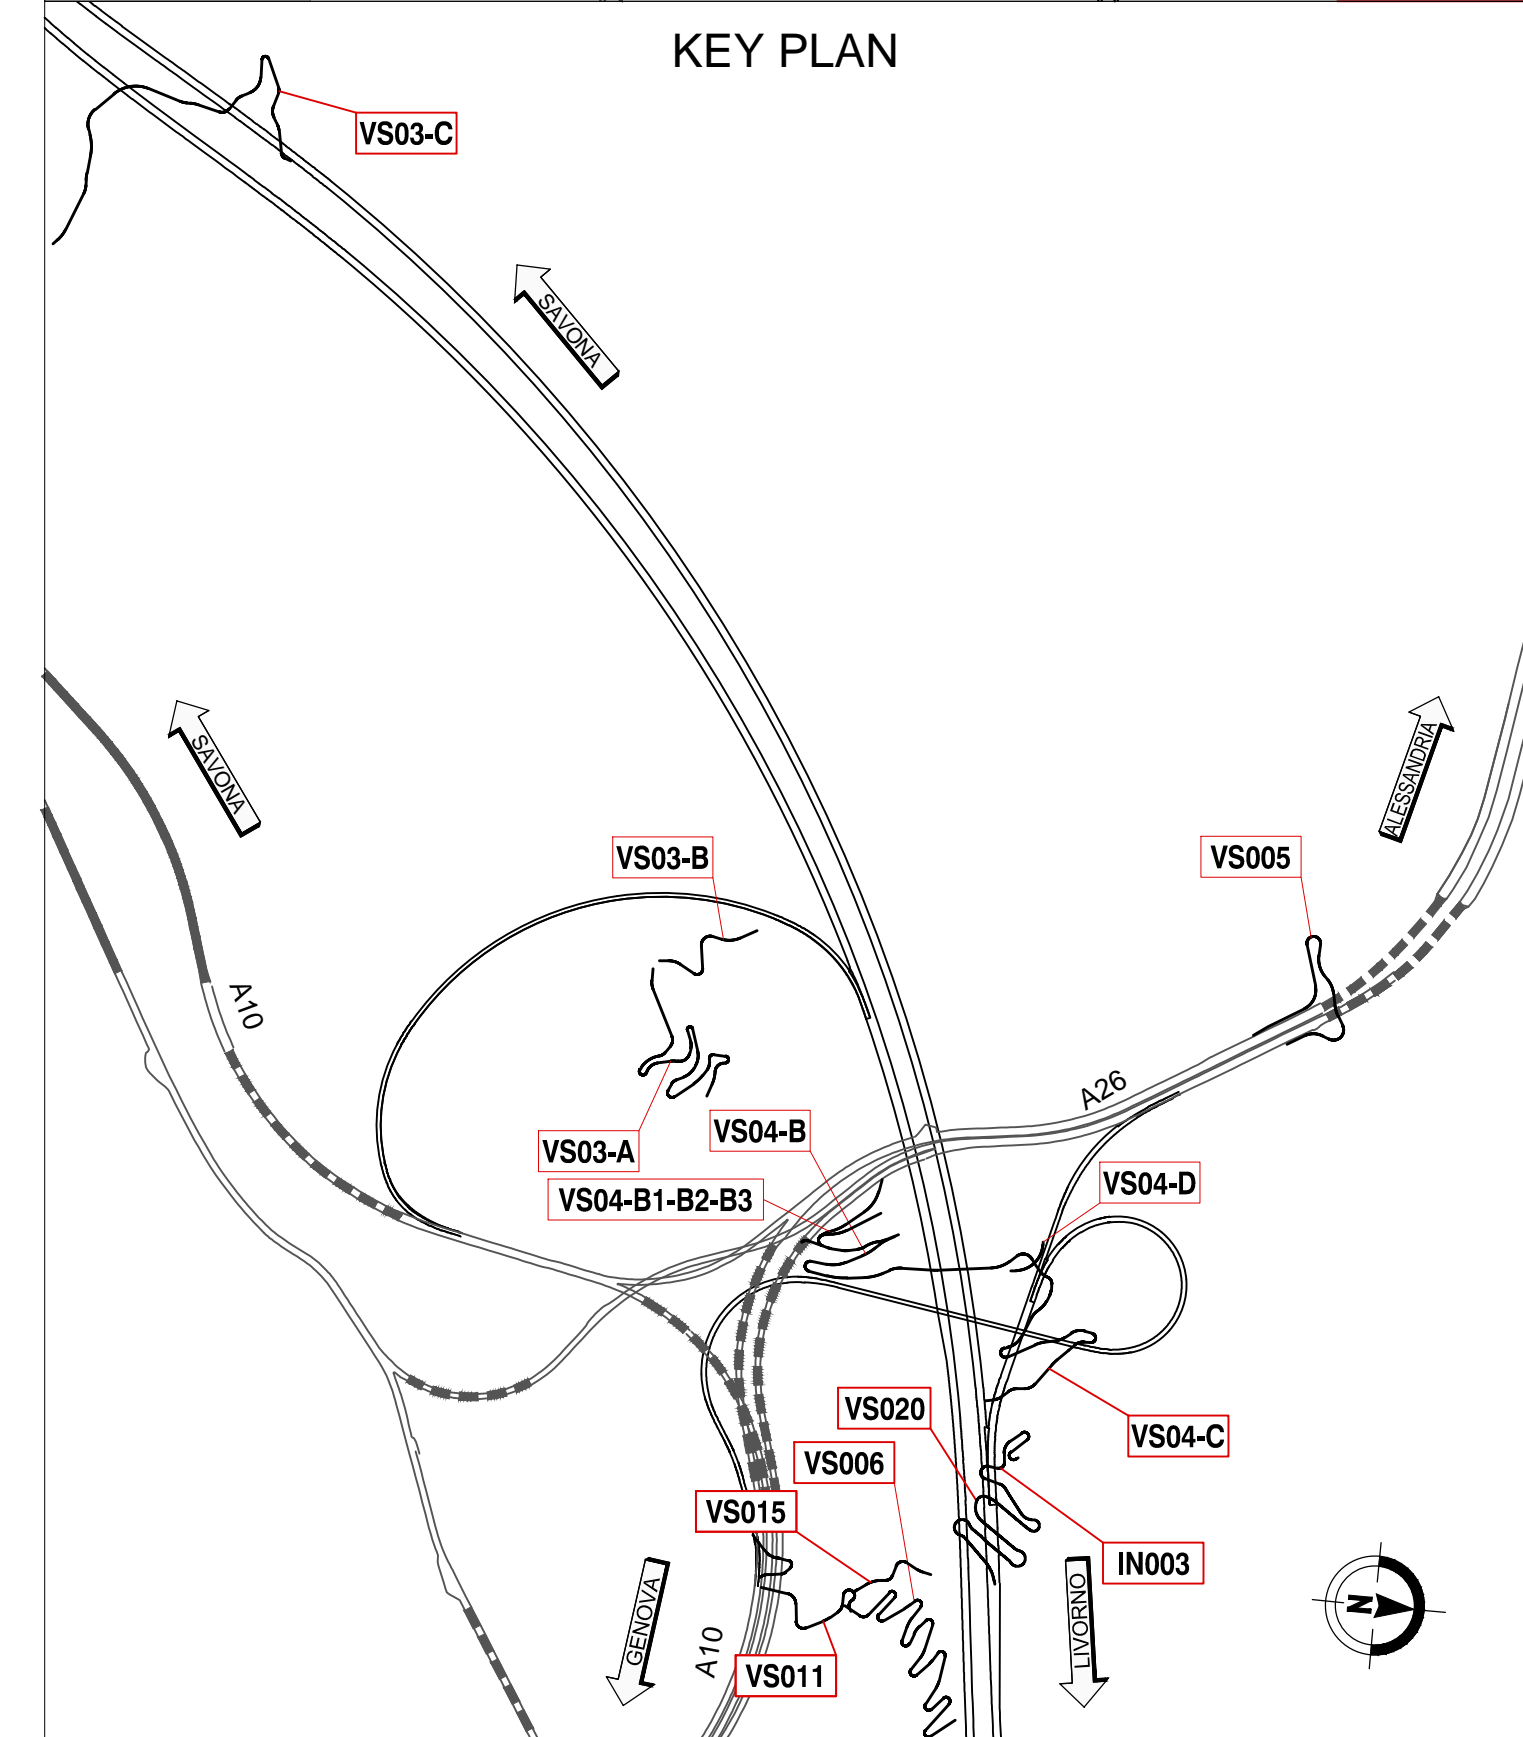 KEY PLAN
VS03-C
SAVONA
SAVONA
ALESSANDRIA
VS03-B
VS005
A10
A26
VS04-B
VS03-A
VS04-D
VS04-B1-B2-B3
VS020
VS04-C
VS006
VS015
IN003
GENOVA
LIVORNO
N
A10
VS011